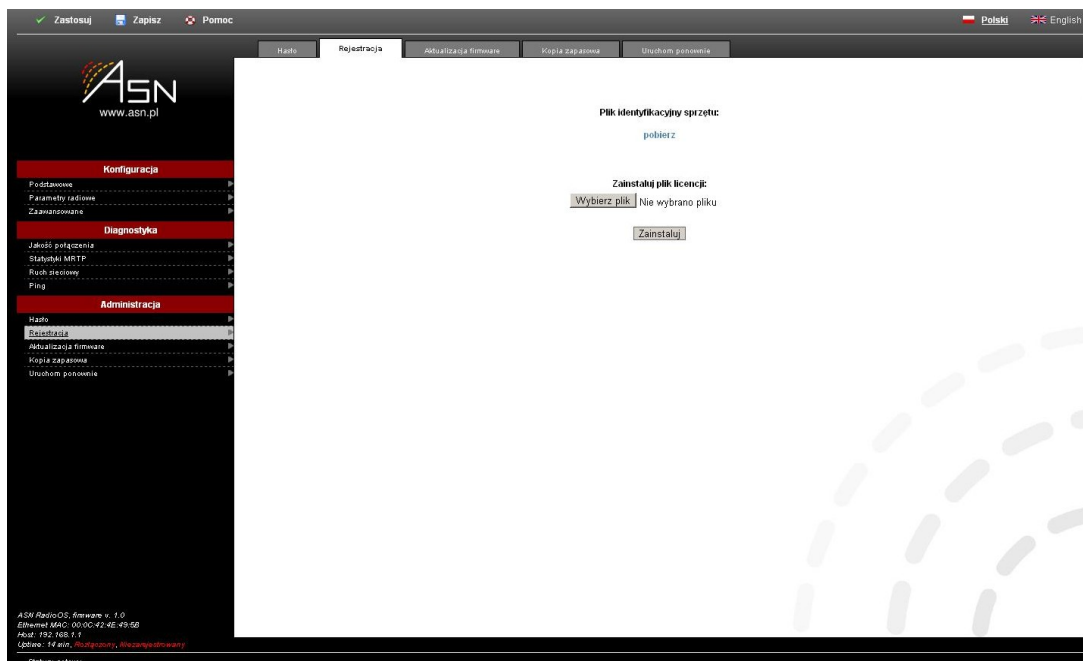 Zastosuj Zapisz Pomoc Polski English
Hasło Rejestracja Aktualizacja firmware Kopia zapasowa Uruchom ponownie
ASN
www.asn.pl
Plik identyfikacyjny sprzętu:
pobierz
Konfiguracja
Podstawowe
Parametry radiowe
Zaawansowane
Zainstaluj plik licencji:
Wybierz plik Nie wybrano pliku
Zainstaluj
Diagnostyka
Jakość połączenia
Statystyki MRTP
Ruch sieciowy
Ping
Administracja
Hasło
Rejestracja
Aktualizacja firmware
Kopia zapasowa
Uruchom ponownie
ASN RadioOS, firmware v. 1.0
Ethernet MAC: 00:0C:42:4E:49:5B
Host: 192.168.1.1
Uptime: 14 min, Rozłączony, Niezarejestrowany